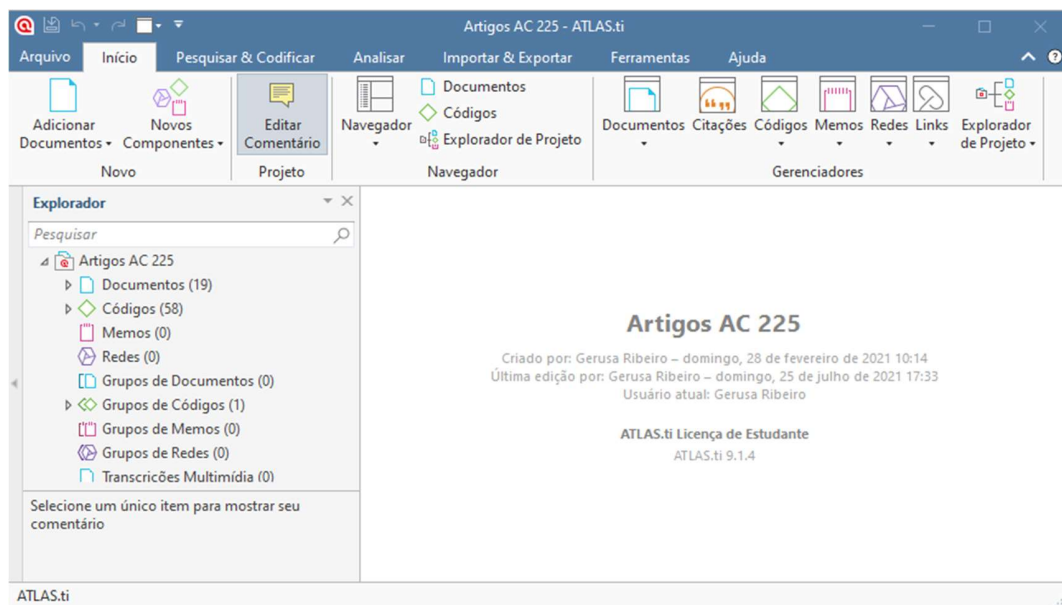 Artigos AC 225 - ATLAS.ti
Arquivo Início Pesquisar & Codificar Analisar Importar & Exportar Ferramentas Ajuda
Adicionar Documentos
Novos Componentes
Novo
Editar Comentário
Projeto
Navegador
Documentos
Códigos
Explorador de Projeto
Navegador
Documentos Citações Códigos Memos Redes Links Explorador de Projeto
Gerenciadores
Explorador
Pesquisar
Artigos AC 225
Documentos (19)
Códigos (58)
Memos (0)
Redes (0)
Grupos de Documentos (0)
Grupos de Códigos (1)
Grupos de Memos (0)
Grupos de Redes (0)
Transcrições Multimídia (0)
Selecione um único item para mostrar seu
comentário
Artigos AC 225
Criado por: Gerusa Ribeiro – domingo, 28 de fevereiro de 2021 10:14
Última edição por: Gerusa Ribeiro – domingo, 25 de julho de 2021 17:33
Usuário atual: Gerusa Ribeiro
ATLAS.ti Licença de Estudante
ATLAS.ti 9.1.4
ATLAS.ti